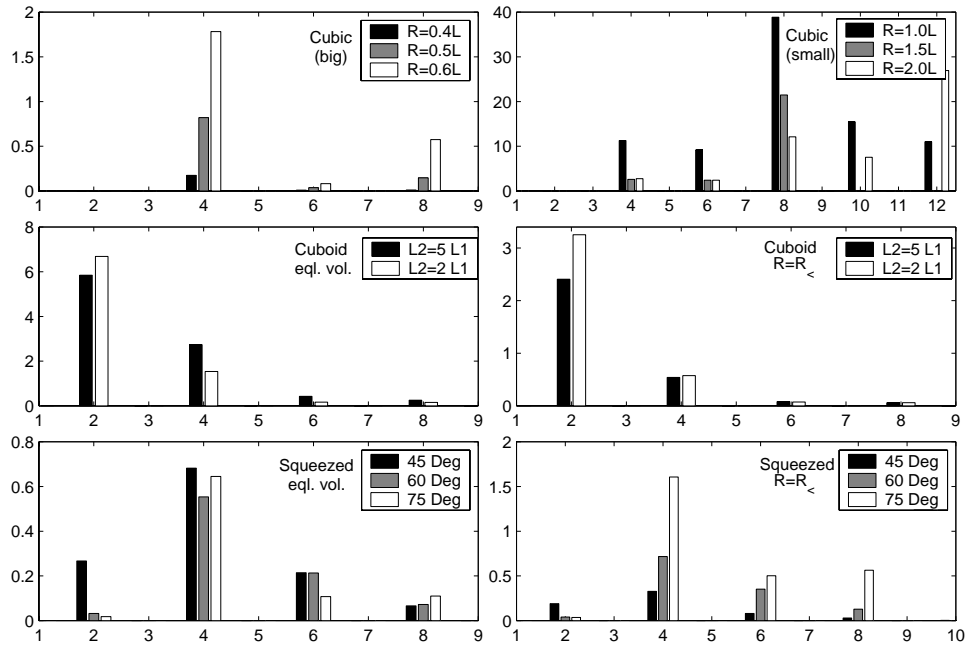 2
1.5
1
0.5
0
1 2 3 4 5 6 7 8 9
Cubic
(big)
R=0.4L
R=0.5L
R=0.6L
40
30
20
10
0
1 2 3 4 5 6 7 8 9 10 11 12
Cubic
(small)
R=1.0L
R=1.5L
R=2.0L
8
6
4
2
0
1 2 3 4 5 6 7 8 9
Cuboid
eql. vol.
L2=5 L1
L2=2 L1
3
2
1
0
1 2 3 4 5 6 7 8 9
Cuboid
R=R<
L2=5 L1
L2=2 L1
0.8
0.6
0.4
0.2
0
1 2 3 4 5 6 7 8 9
Squeezed
eql. vol.
45 Deg
60 Deg
75 Deg
2
1.5
1
0.5
0
1 2 3 4 5 6 7 8 9 10
Squeezed
R=R<
45 Deg
60 Deg
75 Deg